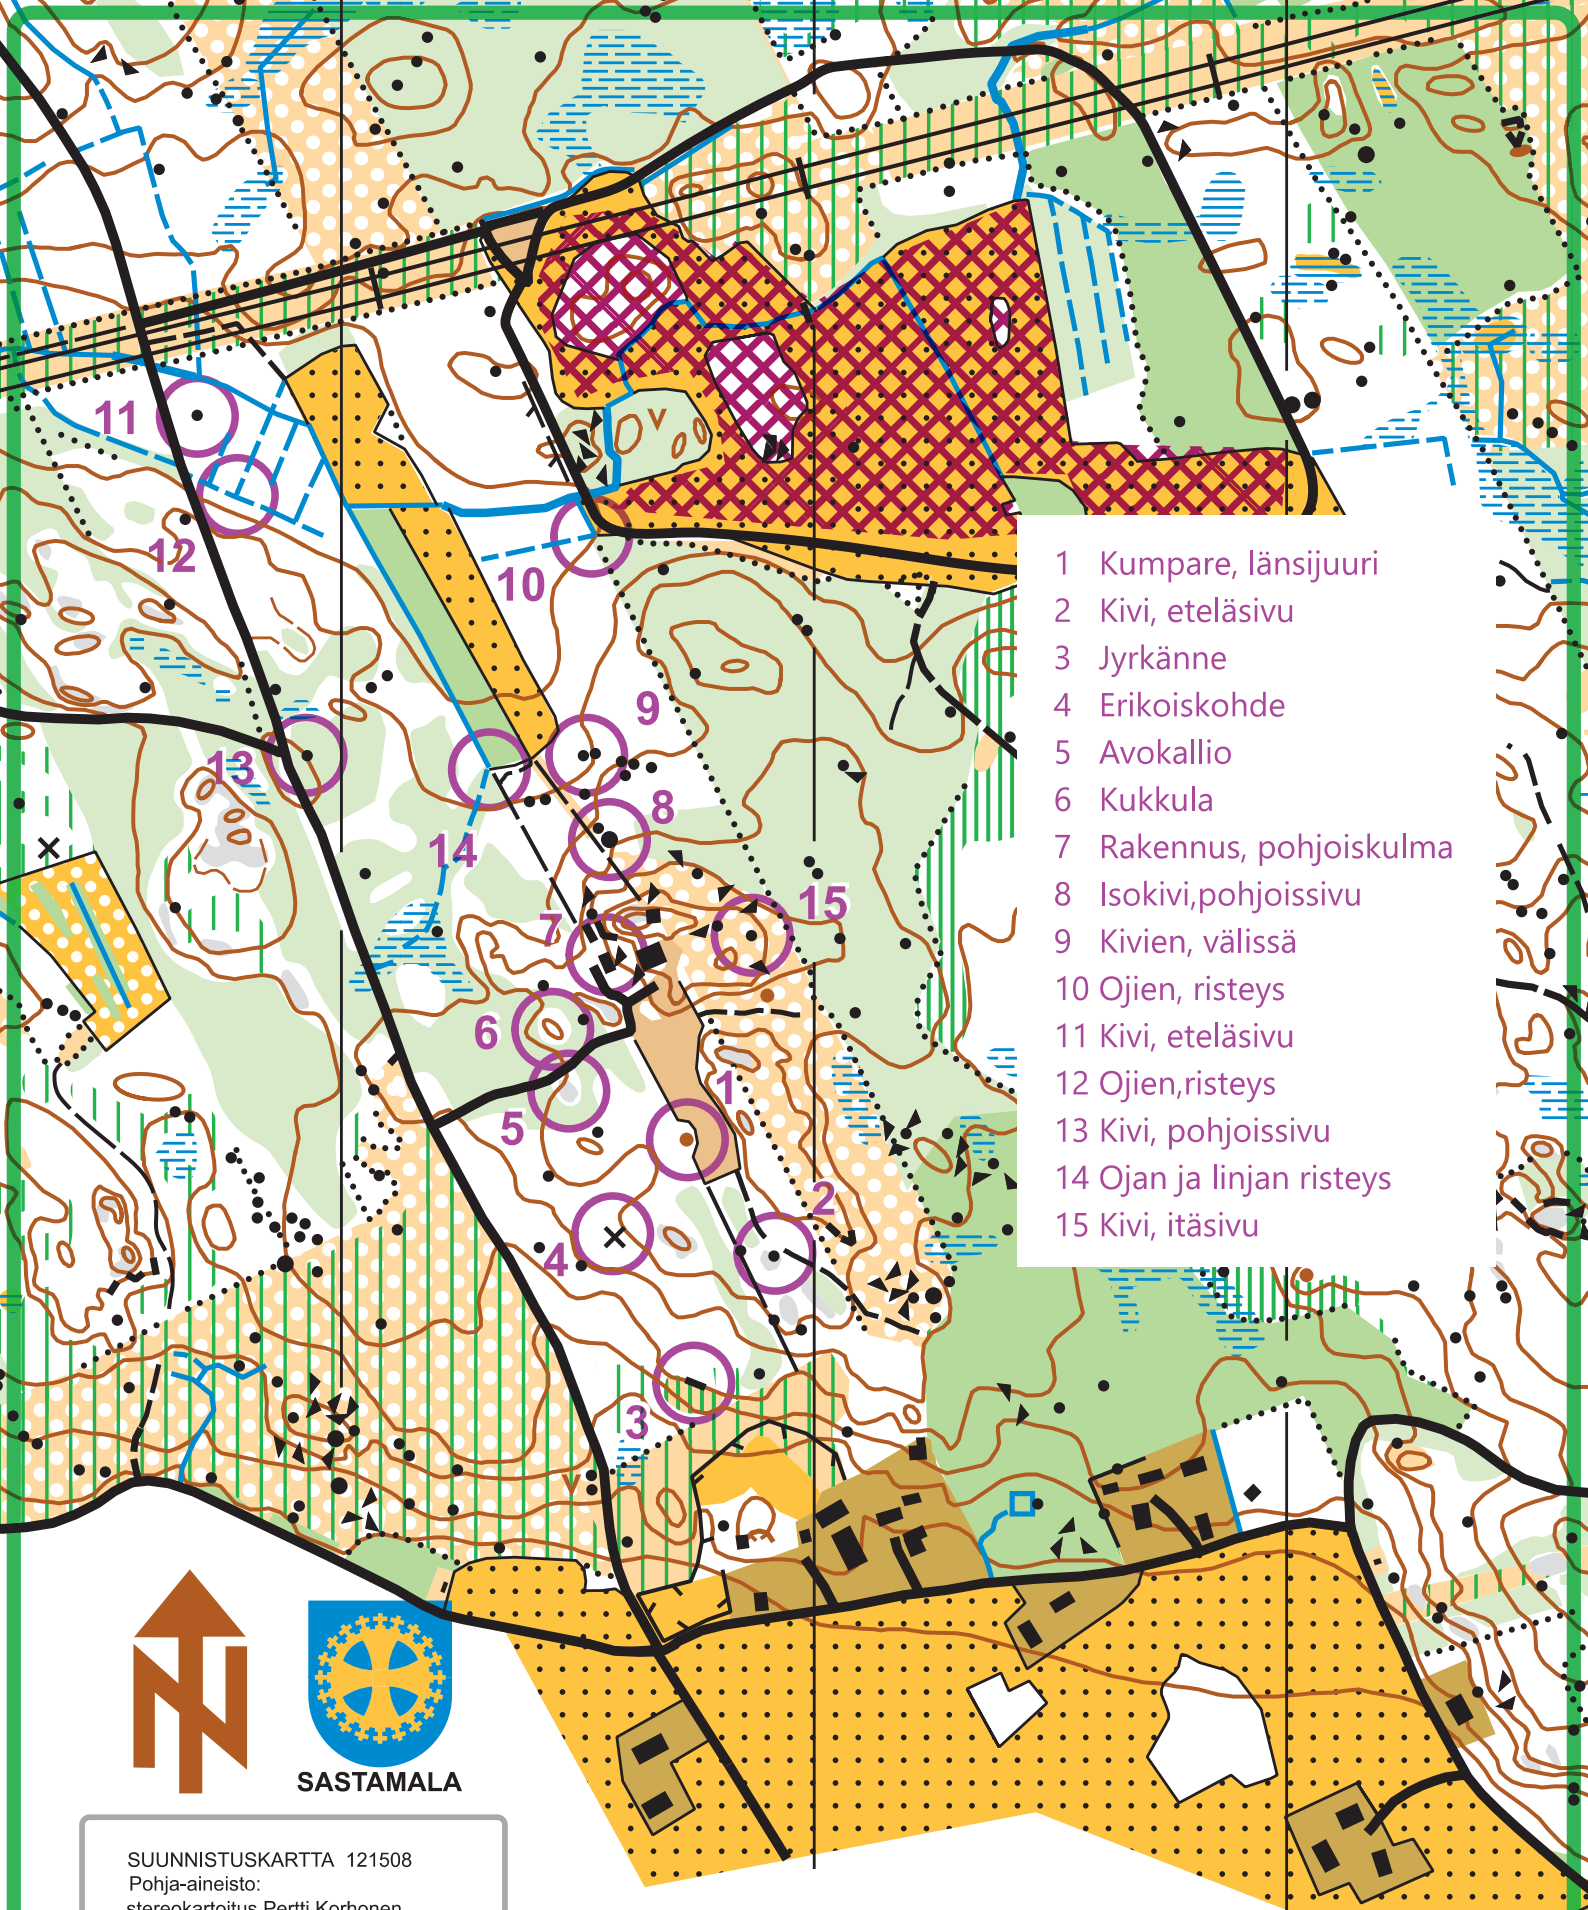 11
12
10
9
13
8
14
15
7
6
1
5
2
4
3
1 Kumpare, länsijuuri
2 Kivi, eteläsivu
3 Jyrkänne
4 Erikoiskohde
5 Avokallio
6 Kukkula
7 Rakennus, pohjoiskulma
8 Isokivi,pohjoissivu
9 Kivien, välissä
10 Ojien, risteys
11 Kivi, eteläsivu
12 Ojien,risteys
13 Kivi, pohjoissivu
14 Ojan ja linjan risteys
15 Kivi, itäsivu
N
SASTAMALA
SUUNNISTUSKARTTA 121508
Pohja-aineisto:
stereokartoitus Pertti Korhonen